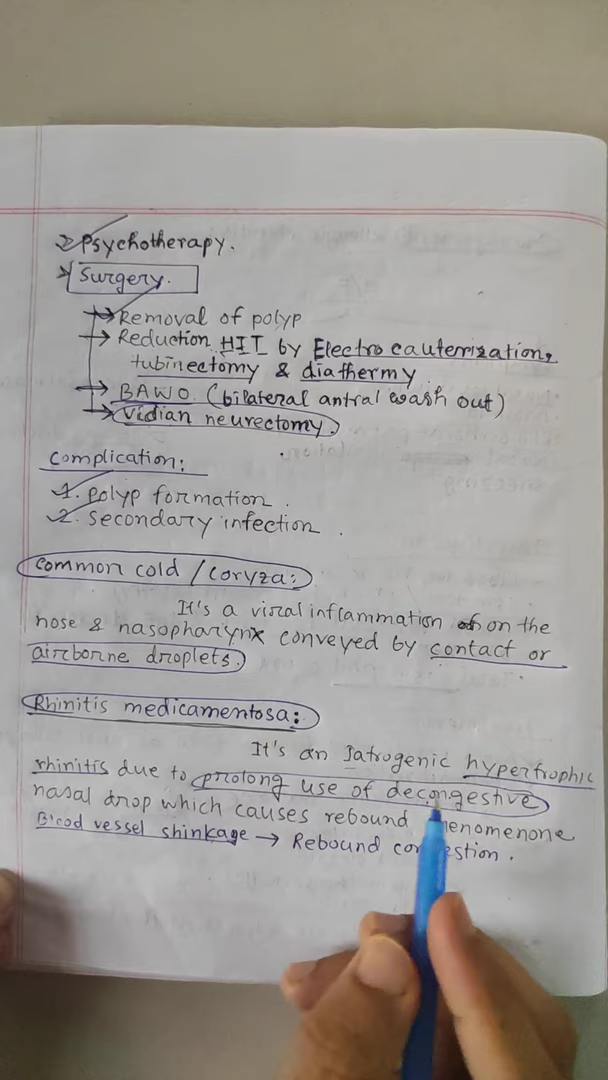 2 Psychotherapy.
Surgery.
→ Removal of polyp
→ Reduction HIT by Electro cauterization,
tubinectomy & diathermy
→ BAWO. (bilateral antral wash out)
→ Vidian neurectomy.
Complication:
1. polyp formation.
2. Secondary infection.
Common cold / Coryza:
It's a viral inflammation on the
nose & nasopharynx conveyed by contact or
airborne droplets.
Rhinitis medicamentosa:
It's an Iatrogenic hypertrophic
rhinitis due to prolong use of decongestive
nasal drop which causes rebound
Blood vessel shinkage → Rebound